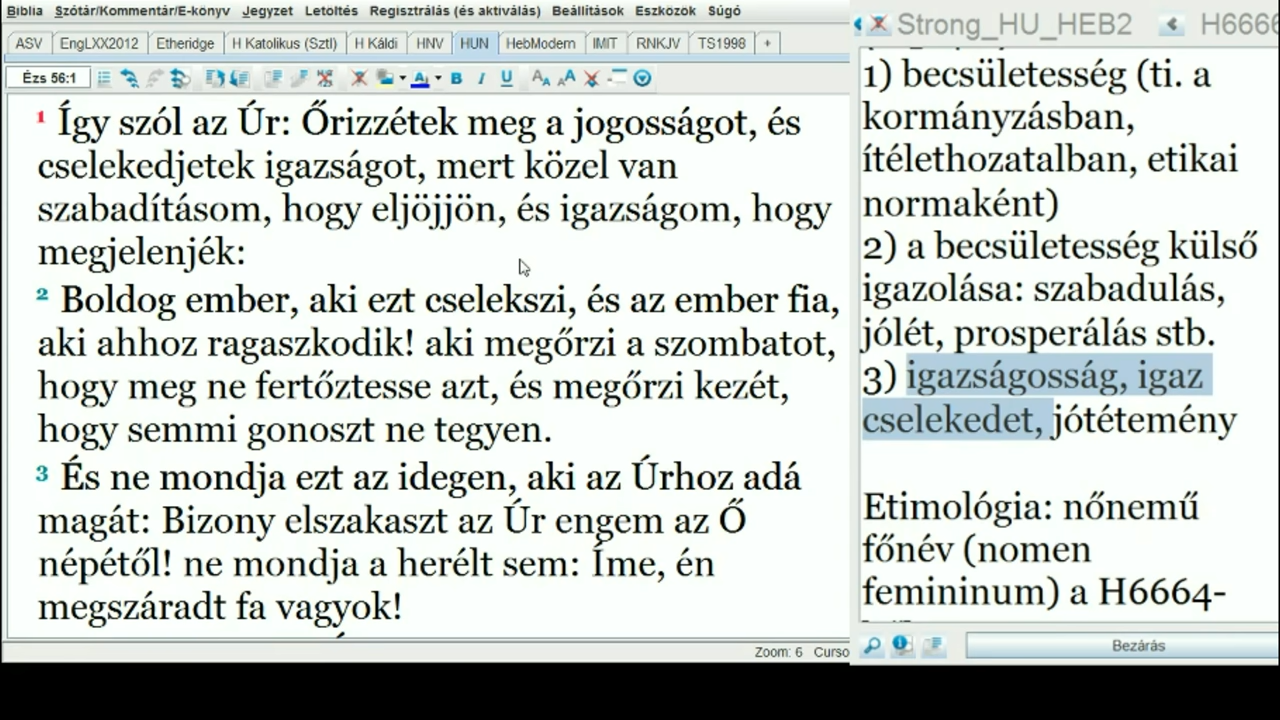 Biblia Szótár/Kommentár/E-könyv Jegyzet Letöltés Regisztrálás (és aktiválás) Beállítások Eszközök Súgó
ASV EngLXX2012 Etheridge H Katolikus (Sztl) H Káldi HNV HUN HebModern IMIT RNKJV TS1998 +
Ézs 56:1
1 Így szól az Úr: Őrizzétek meg a jogosságot, és
cselekedjetek igazságot, mert közel van
szabadításom, hogy eljöjjön, és igazságom, hogy
megjelenjék:
2 Boldog ember, aki ezt cselekszi, és az ember fia,
aki ahhoz ragaszkodik! aki megőrzi a szombatot,
hogy meg ne fertőztesse azt, és megőrzi kezét,
hogy semmi gonoszt ne tegyen.
3 És ne mondja ezt az idegen, aki az Úrhoz adá
magát: Bizony elszakaszt az Úr engem az Ő
népétől! ne mondja a herélt sem: Íme, én
megszáradt fa vagyok!
Zoom: 6 Curso
Strong_HU_HEB2 H6666
1) becsületesség (ti. a
kormányzásban,
ítélethozatalban, etikai
normaként)
2) a becsületesség külső
igazolása: szabadulás,
jólét, prosperálás stb.
3) igazságosság, igaz
cselekedet, jótétemény
Etimológia: nőnemű
főnév (nomen
femininum) a H6664-
Bezárás